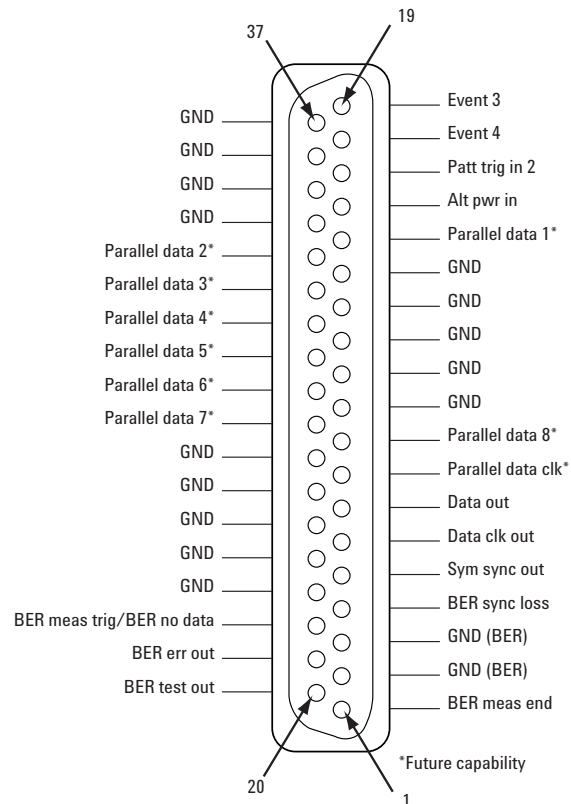 37
19
GND
GND
GND
GND
Parallel data 2*
Parallel data 3*
Parallel data 4*
Parallel data 5*
Parallel data 6*
Parallel data 7*
GND
GND
GND
GND
GND
BER meas trig/BER no data
BER err out
BER test out
Event 3
Event 4
Patt trig in 2
Alt pwr in
Parallel data 1*
GND
GND
GND
GND
GND
Parallel data 8*
Parallel data clk*
Data out
Data clk out
Sym sync out
BER sync loss
GND (BER)
GND (BER)
BER meas end
*Future capability
20
1